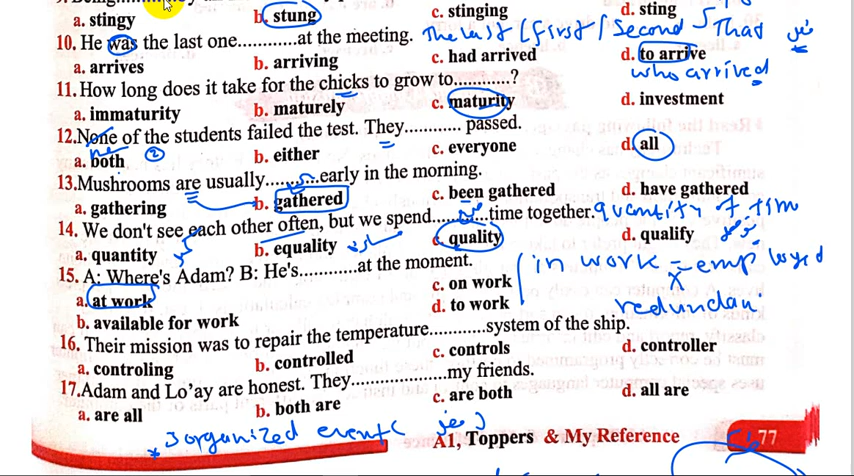 a. stingy b. stung c. stinging d. sting
10. He was the last one............at the meeting. The last [first / Second That
a. arrives b. arriving c. had arrived d. to arrive
who arrived
11. How long does it take for the chicks to grow to............?
a. immaturity b. maturely c. maturity d. investment
12. None of the students failed the test. They............ passed.
a. both 2 b. either c. everyone d. all
13. Mushrooms are usually............early in the morning.
a. gathering b. gathered c. been gathered d. have gathered
14. We don't see each other often, but we spend............time together. quantity of time
a. quantity b. equality c. quality d. qualify
15. A: Where's Adam? B: He's............at the moment. in work = employed
a. at work c. on work
b. available for work d. to work redundan
16. Their mission was to repair the temperature............system of the ship.
a. controling b. controlled c. controls d. controller
17. Adam and Lo'ay are honest. They....................my friends.
a. are all b. both are c. are both d. all are
* organized event
A1, Toppers & My Reference 77